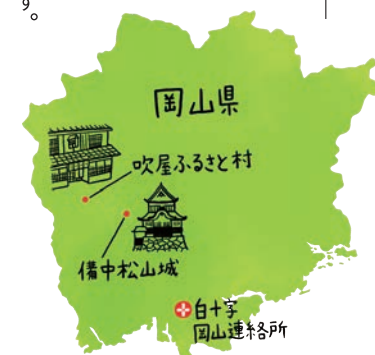 9。
岡山県
吹屋ふるさと村
備中松山城
白十字
岡山連絡所